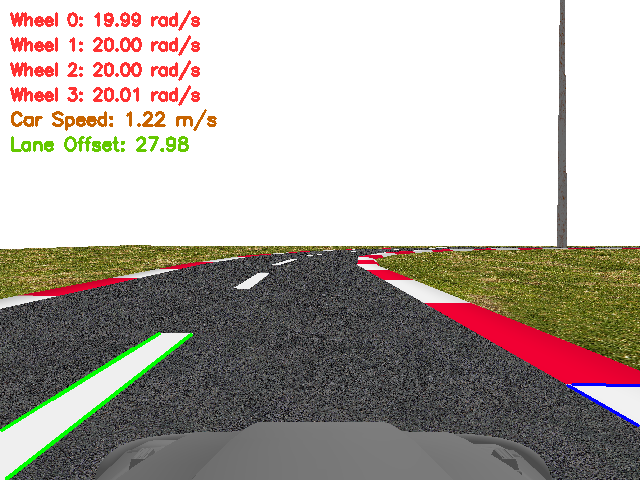 Wheel 0: 19.99 rad/s
Wheel 1: 20.00 rad/s
Wheel 2: 20.00 rad/s
Wheel 3: 20.01 rad/s
Car Speed: 1.22 m/s
Lane Offset: 27.98